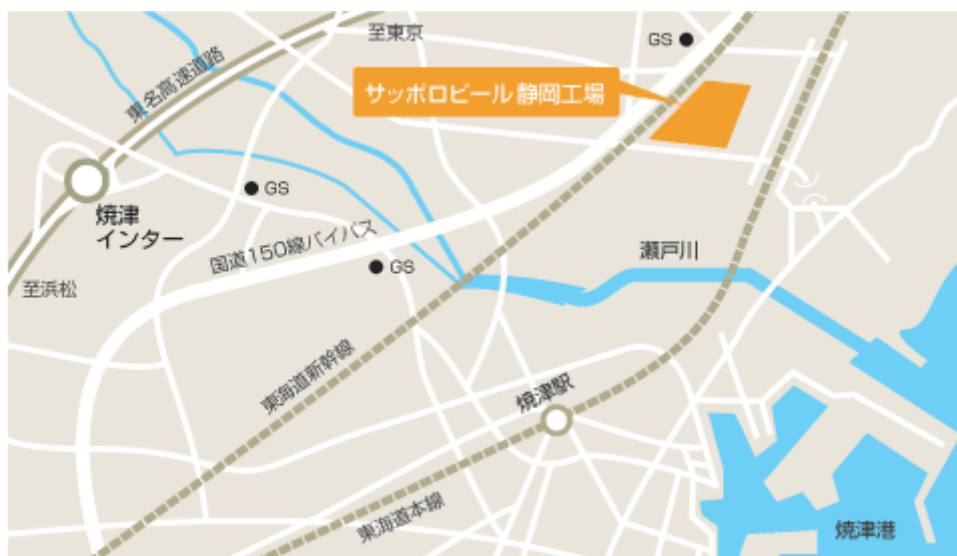 至東京
GS
東名高速道路
サッポロビール 静岡工場
GS
焼津
インター
国道150線バイパス
瀬戸川
GS
至浜松
東海道新幹線
焼津駅
東海道本線
焼津港